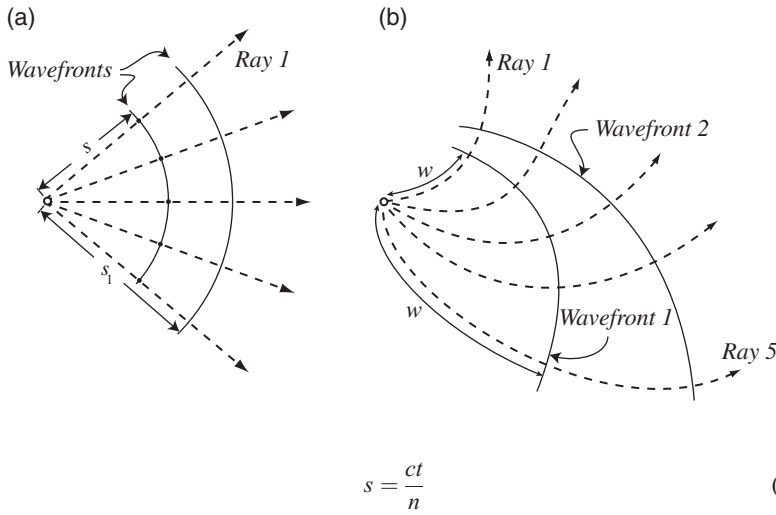 (a)
Wavefronts
Ray 1
s
s₁
(b)
Ray 1
Wavefront 2
w
w
Wavefront 1
Ray 5
s = ct/n
(